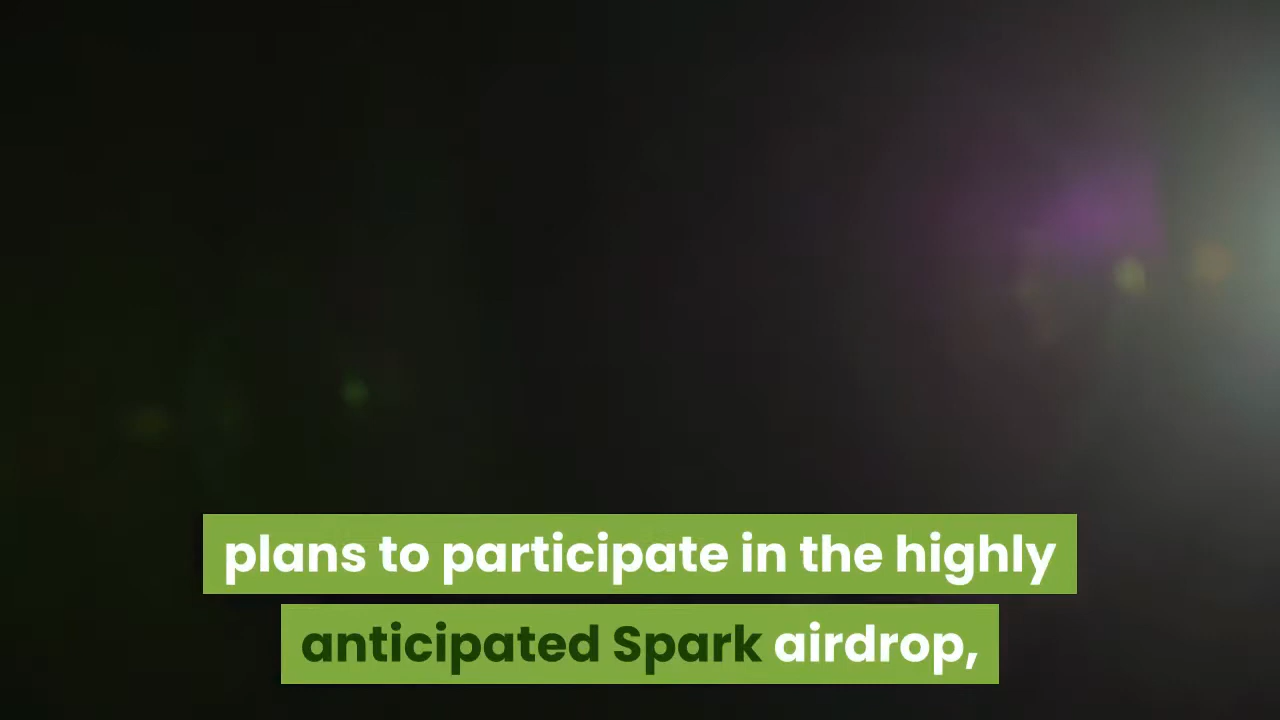 plans to participate in the highly
anticipated Spark airdrop,